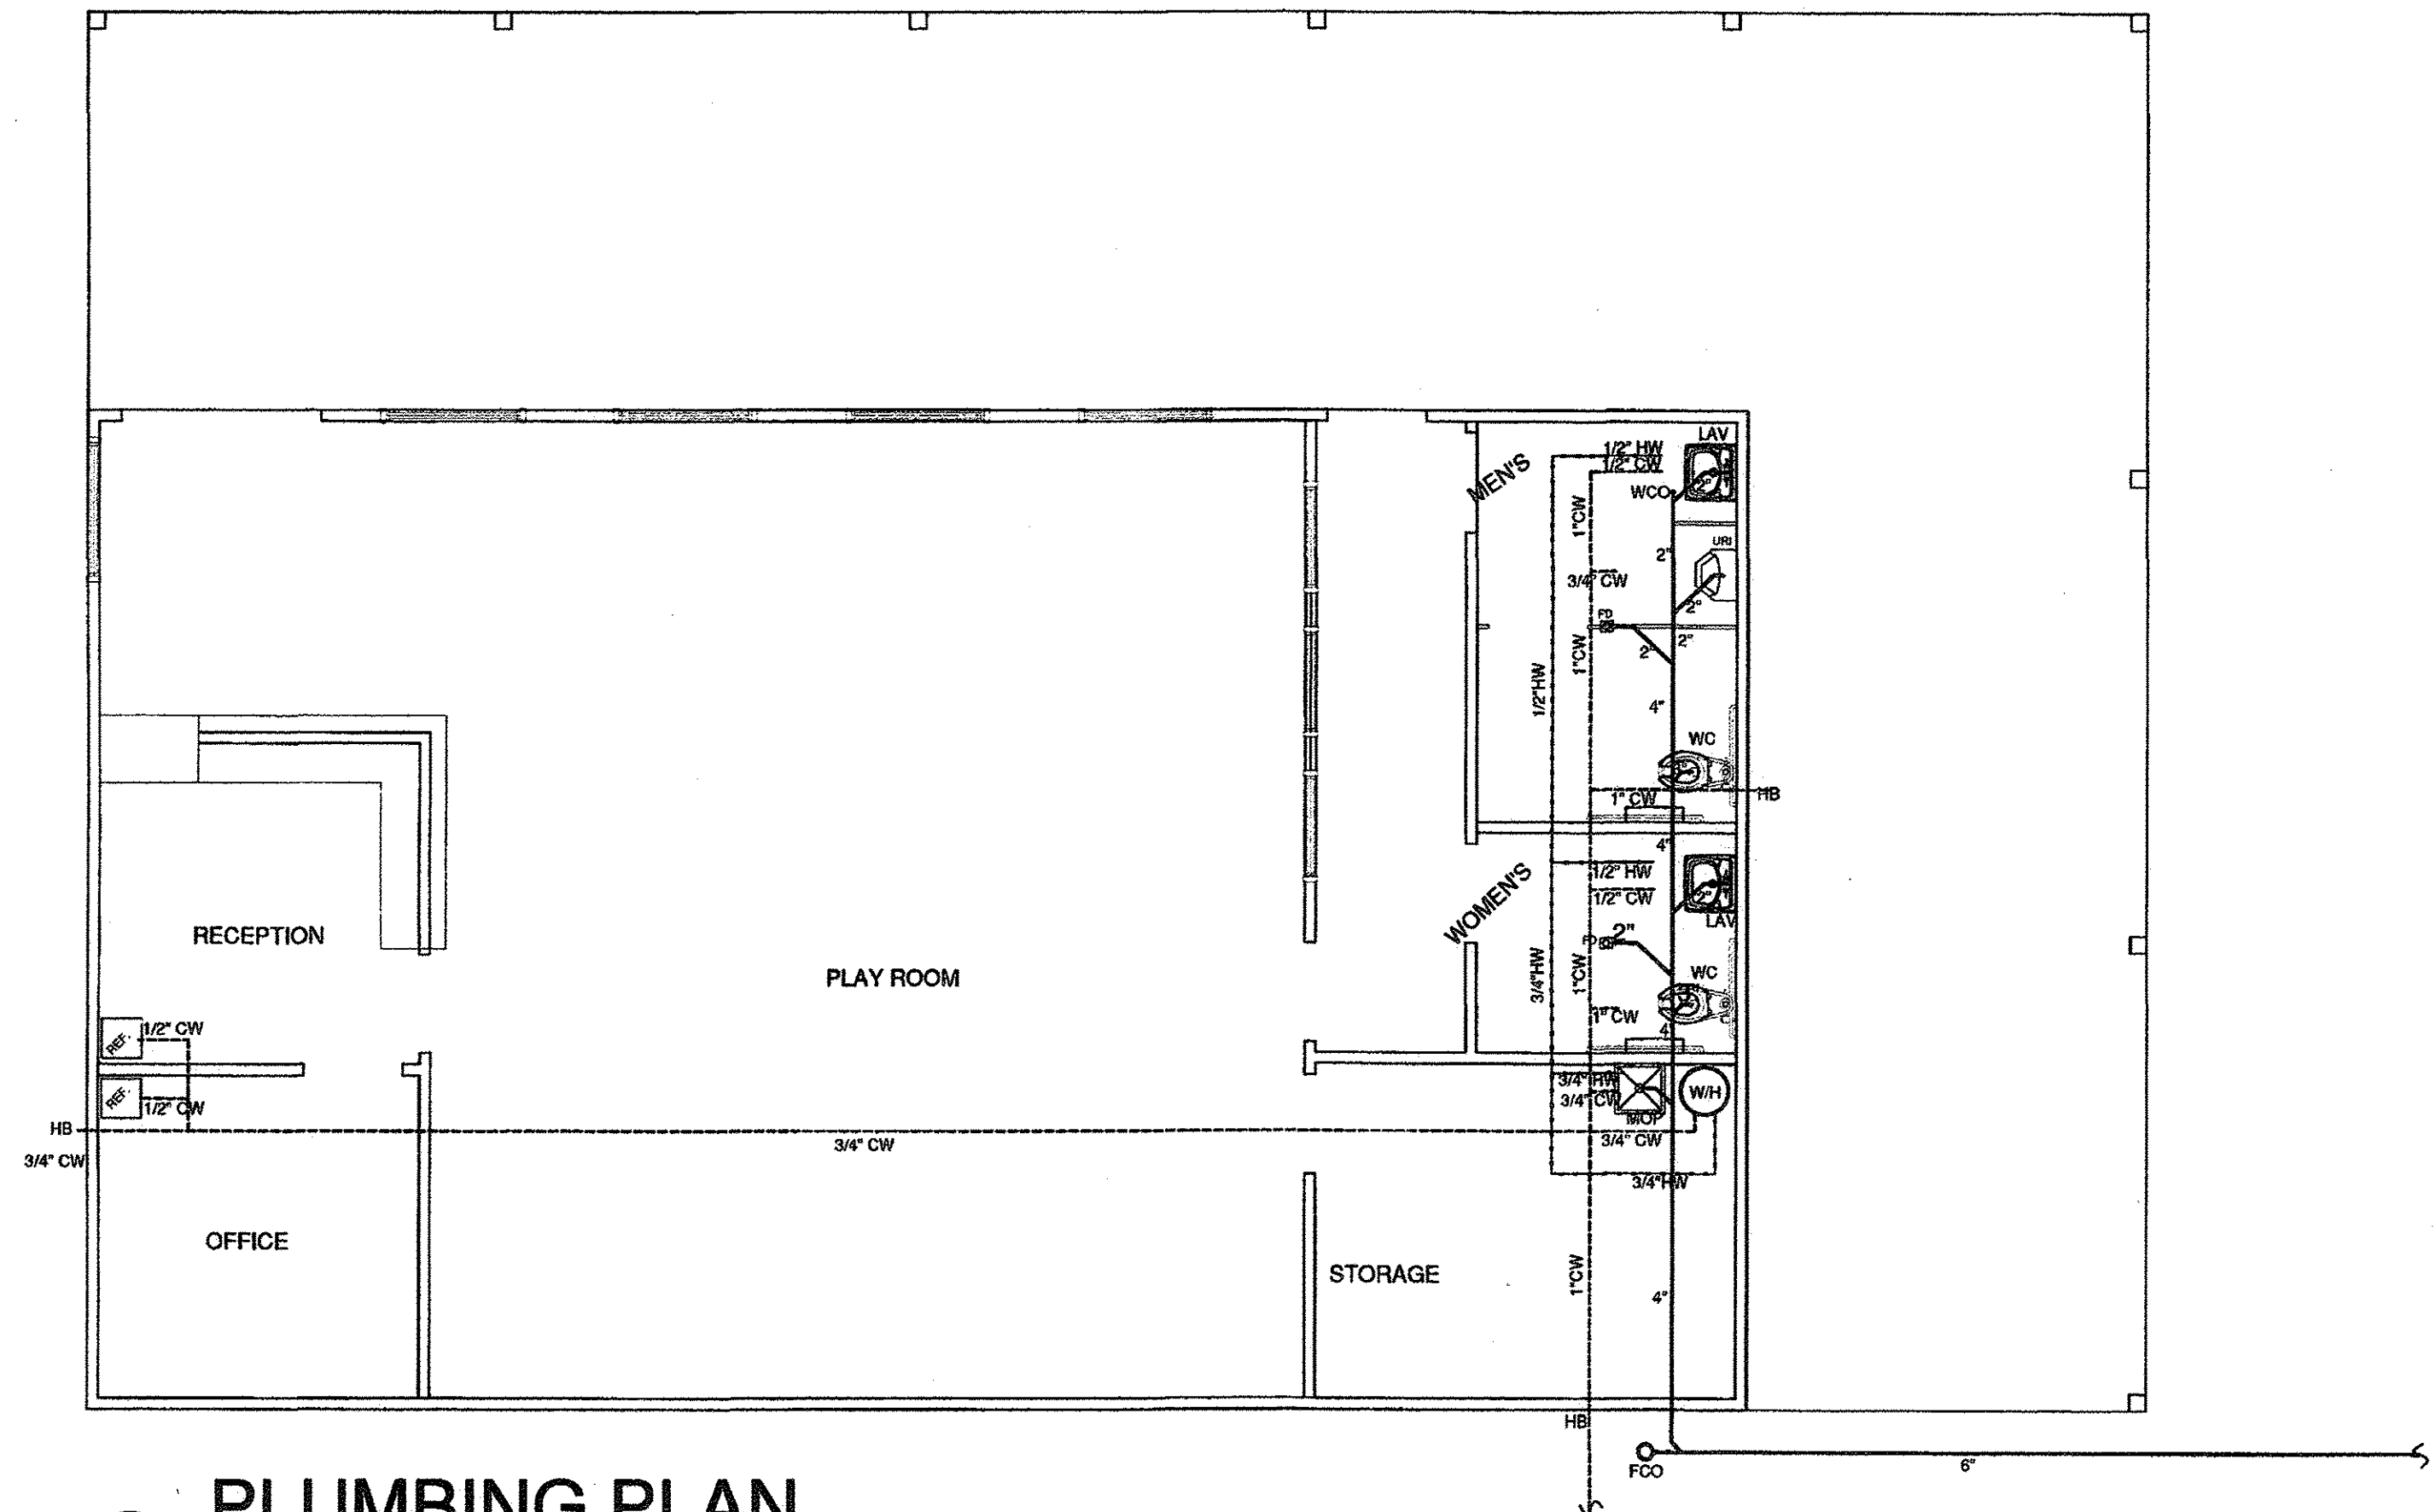 LAV
1/2" HW
1/2" CW
MEN'S
WCO
2"
1"CW
2"
URI
3/4" CW
2"
FD
2"
2"
1"CW
1/2"HW
4"
WC
1" CW
HB
4"
1/2" HW
1/2" CW
2"
LAV
WOMEN'S
RECEPTION
2"
FD
PLAY ROOM
3/4"HW
1"CW
WC
1" CW
4"
REF.
1/2" CW
REF.
1/2" CW
3/4" HW
3/4" CW
W/H
MOP
HB
3/4" CW
3/4" CW
3/4" CW
3/4"HW
OFFICE
STORAGE
1"CW
4"
HB
FCO
6"
PLUMBING PLAN